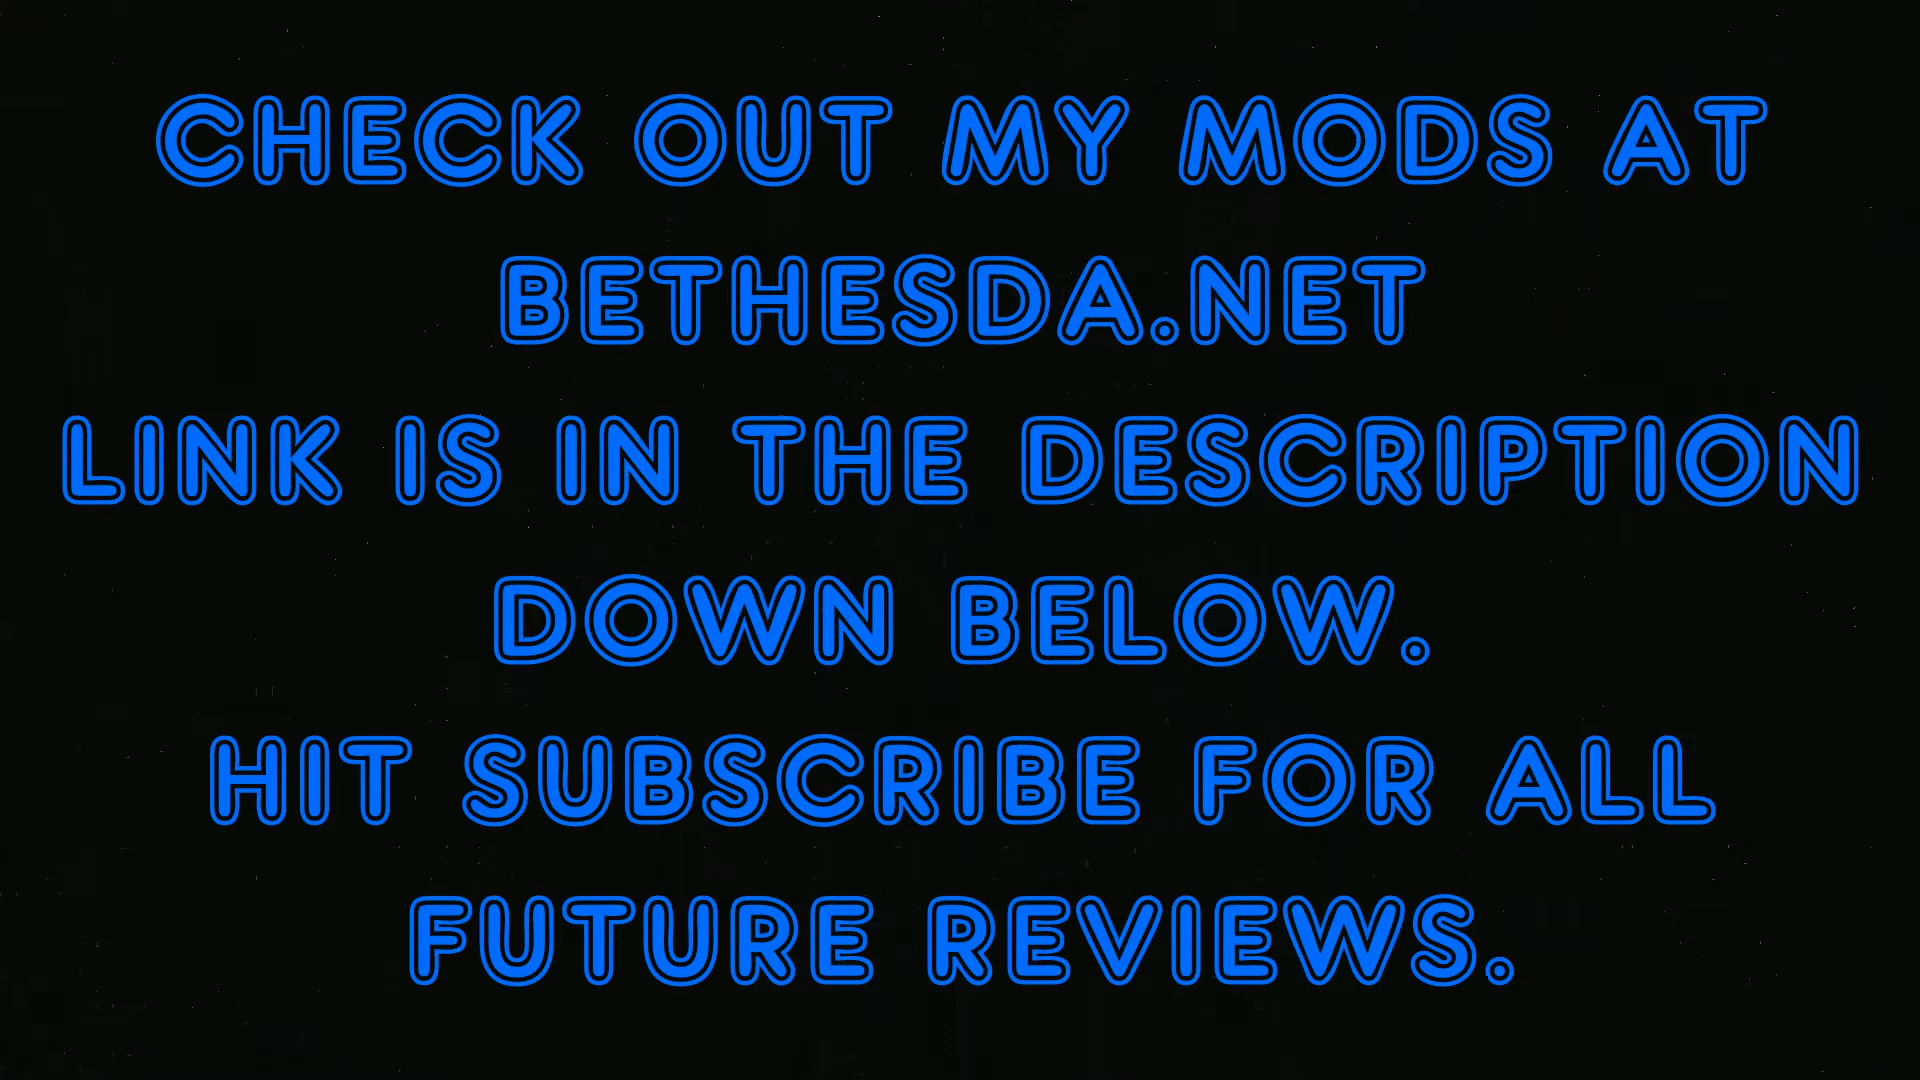 CHECK OUT MY MODS AT
BETHESDA.NET
LINK IS IN THE DESCRIPTION
DOWN BELOW.
HIT SUBSCRIBE FOR ALL
FUTURE REVIEWS.